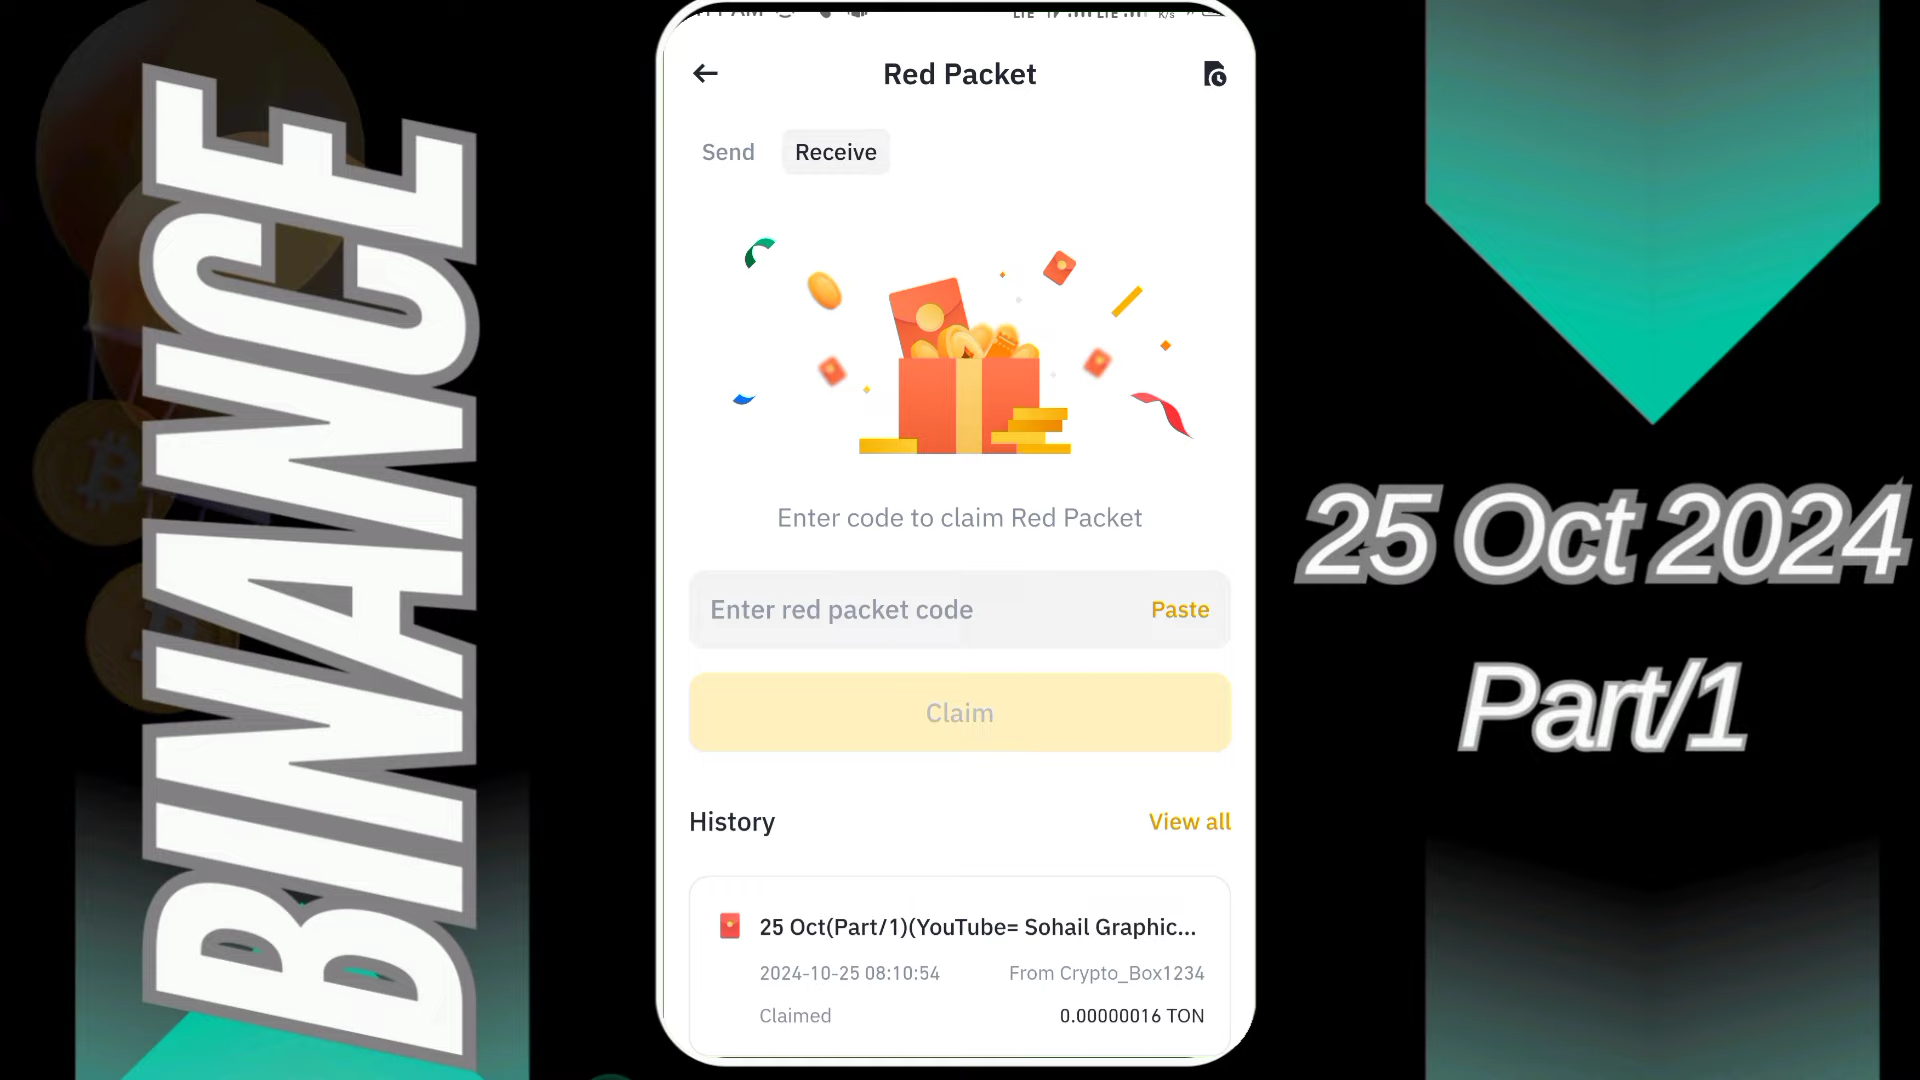 BINANCE
Red Packet
Send
Receive
Enter code to claim Red Packet
Enter red packet code
Paste
Claim
History
View all
25 Oct(Part/1)(YouTube= Sohail Graphic...
2024-10-25 08:10:54
From Crypto_Box1234
Claimed
0.00000016 TON
25 Oct 2024
Part/1